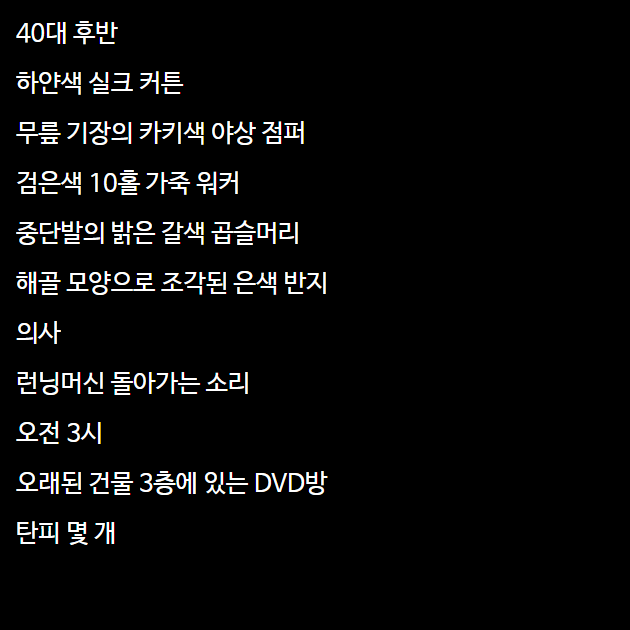 40대 후반
하얀색 실크 커튼
무릎 기장의 카키색 야상 점퍼
검은색 10홀 가죽 워커
중단발의 밝은 갈색 곱슬머리
해골 모양으로 조각된 은색 반지
의사
런닝머신 돌아가는 소리
오전 3시
오래된 건물 3층에 있는 DVD방
탄피 몇 개